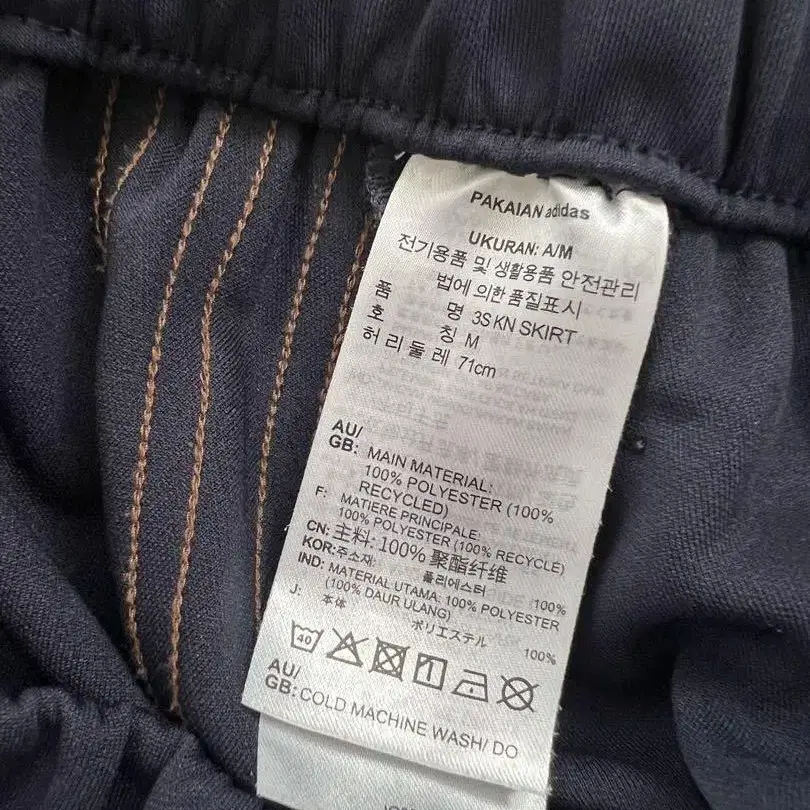 PAKAIAN adidas
UKURAN: A/M
전기용품 및 생활용품 안전관리
법에 의한 품질표시
품 명 3S KN SKIRT
호 칭 M
허 리 둘 레 71cm
AU/
GB: MAIN MATERIAL:
100% POLYESTER (100%
RECYCLED)
F: MATIERE PRINCIPALE:
100% POLYESTER (100% RECYCLE)
CN: 主料: 100% 聚酯纤维
KOR: 주소재: 폴리에스터 100%
IND: MATERIAL UTAMA: 100% POLYESTER
(100% DAUR ULANG)
J: 本体 ポリエステル 100%
40
AU/
GB: COLD MACHINE WASH/ DO